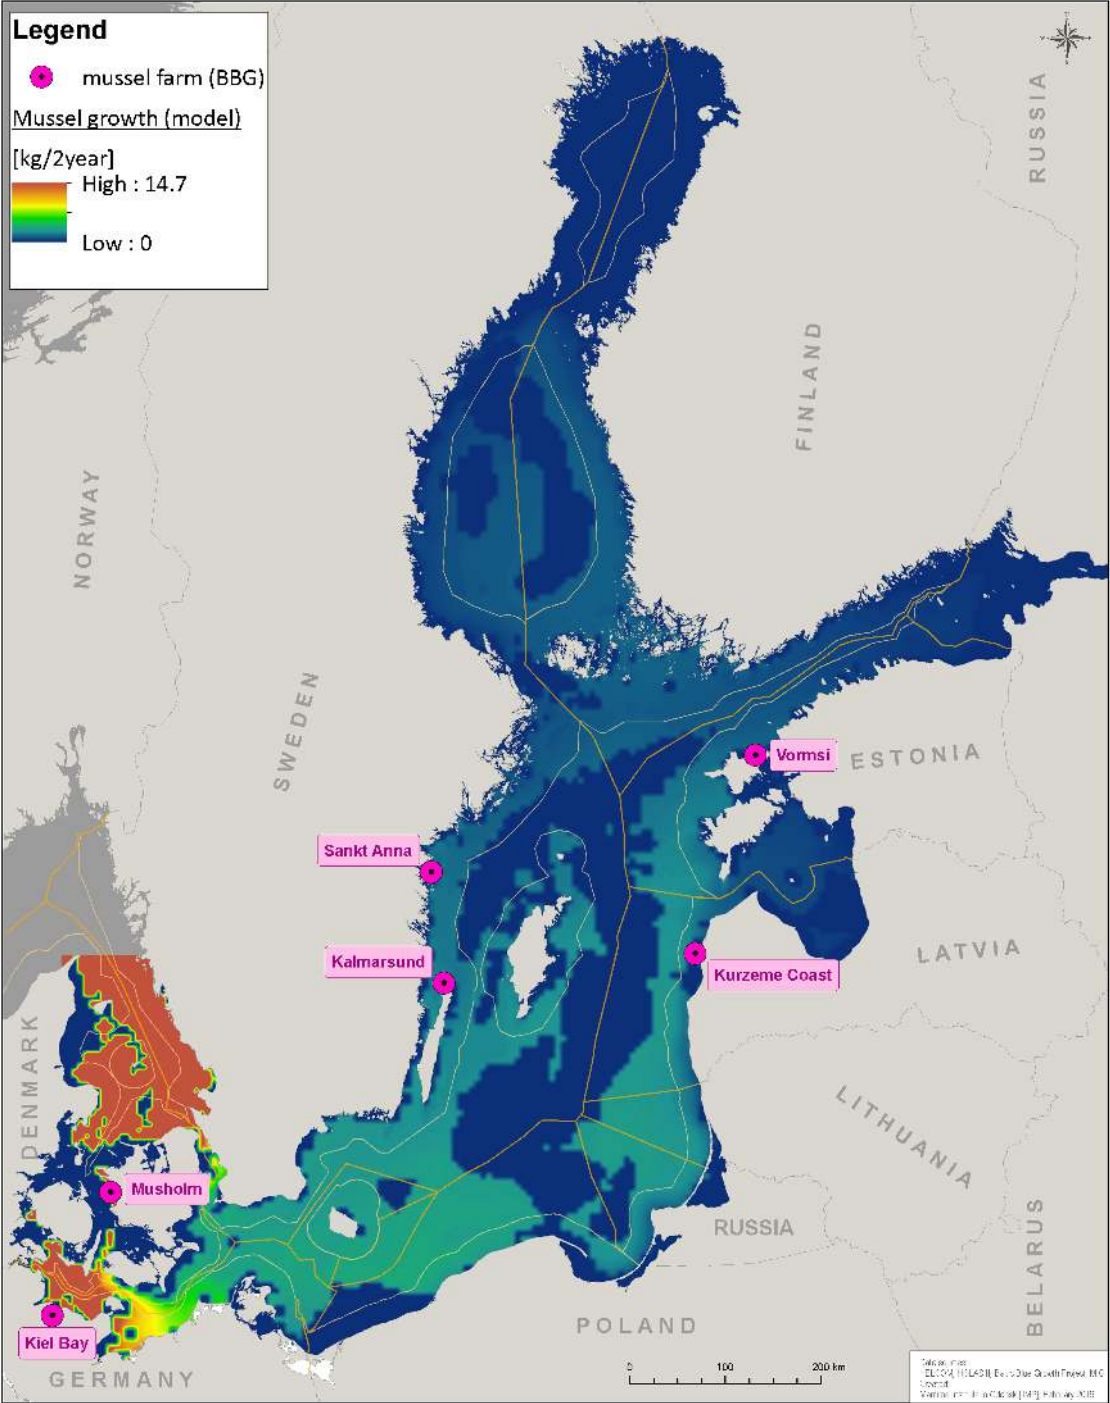 Legend
mussel farm (BBG)
Mussel growth (model)
[kg/2year]
High : 14.7
Low : 0
RUSSIA
FINLAND
NORWAY
SWEDEN
Vormsi
ESTONIA
Sankt Anna
Kalmarsund
Kurzeme Coast
LATVIA
DENMARK
LITHUANIA
Musholm
RUSSIA
BELARUS
Kiel Bay
POLAND
GERMANY
0 100 200 km